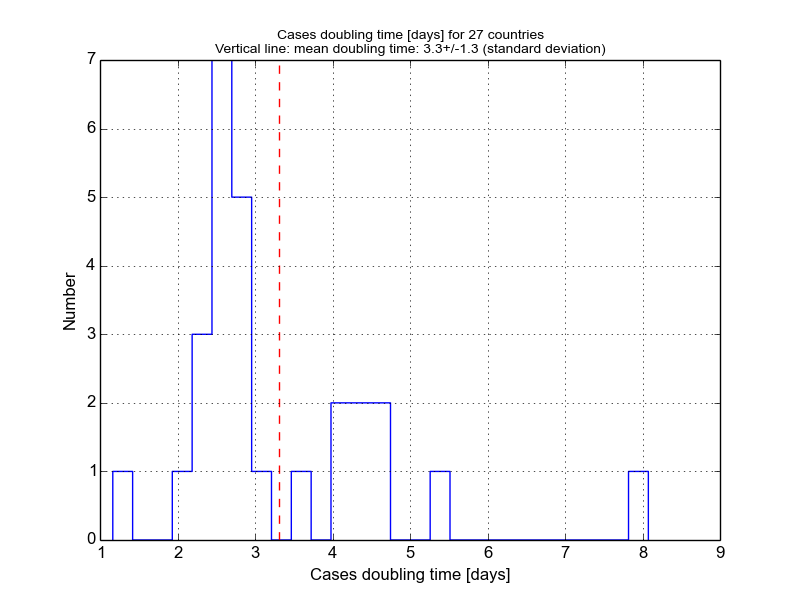 Cases doubling time [days] for 27 countries
Vertical line: mean doubling time: 3.3+/-1.3 (standard deviation)
7
6
5
4
3
2
1
0
Number
1 2 3 4 5 6 7 8 9
Cases doubling time [days]